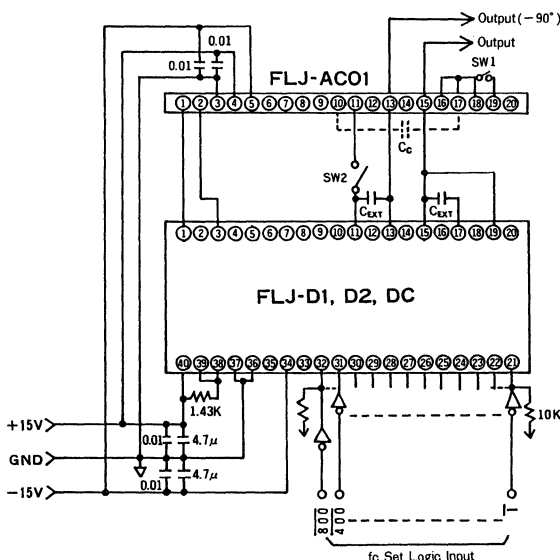 Output(−90°)
Output
0.01
0.01
SW1
FLJ-AC01
1 2 3 4 5 6 7 8 9 10 11 12 13 14 15 16 17 18 19 20
Cc
SW2
CEXT
CEXT
1 2 3 4 5 6 7 8 9 10 11 12 13 14 15 16 17 18 19 20
FLJ-D1, D2, DC
40 39 38 37 36 35 34 33 32 31 30 29 28 27 26 25 24 23 22 21
1.43K
+15V
0.01
4.7μ
10K
GND
4.7μ
−15V
0.01
800
400
1
fc Set Logic Input